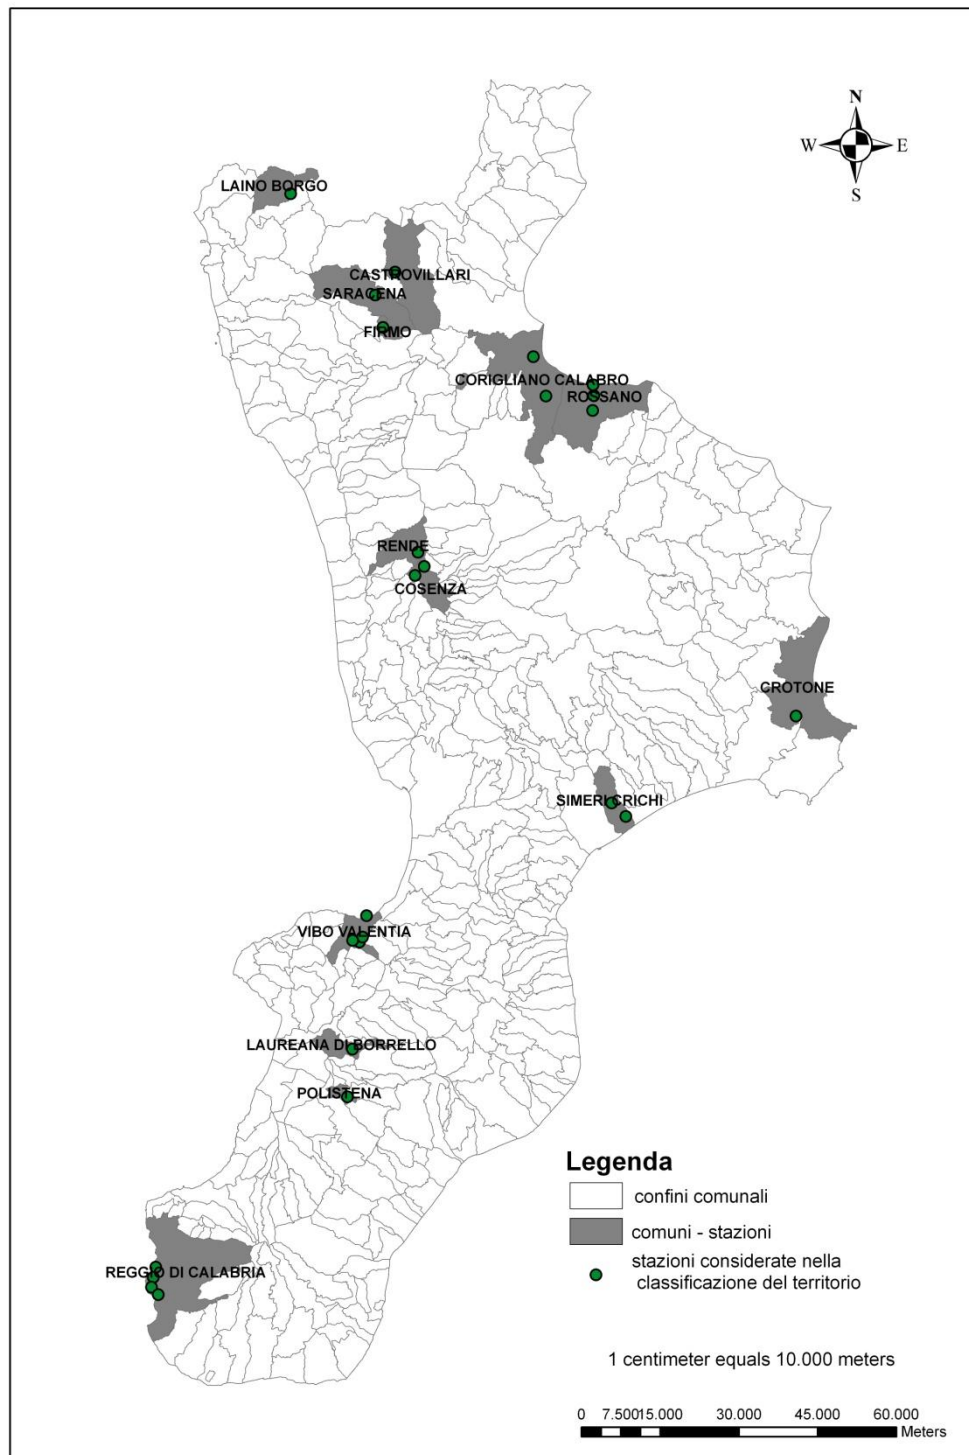 N
W E
S
LAINO BORGO
CASTROVILLARI
SARACENA
FIRMO
CORIGLIANO CALABRO
ROSSANO
RENDE
COSENZA
CROTONE
SIMERI CRICHI
VIBO VALENTIA
LAUREANA DI BORRELLO
POLISTENA
REGGIO DI CALABRIA
Legenda
confini comunali
comuni - stazioni
stazioni considerate nella
classificazione del territorio
1 centimeter equals 10.000 meters
0 7.50015.000 30.000 45.000 60.000
Meters